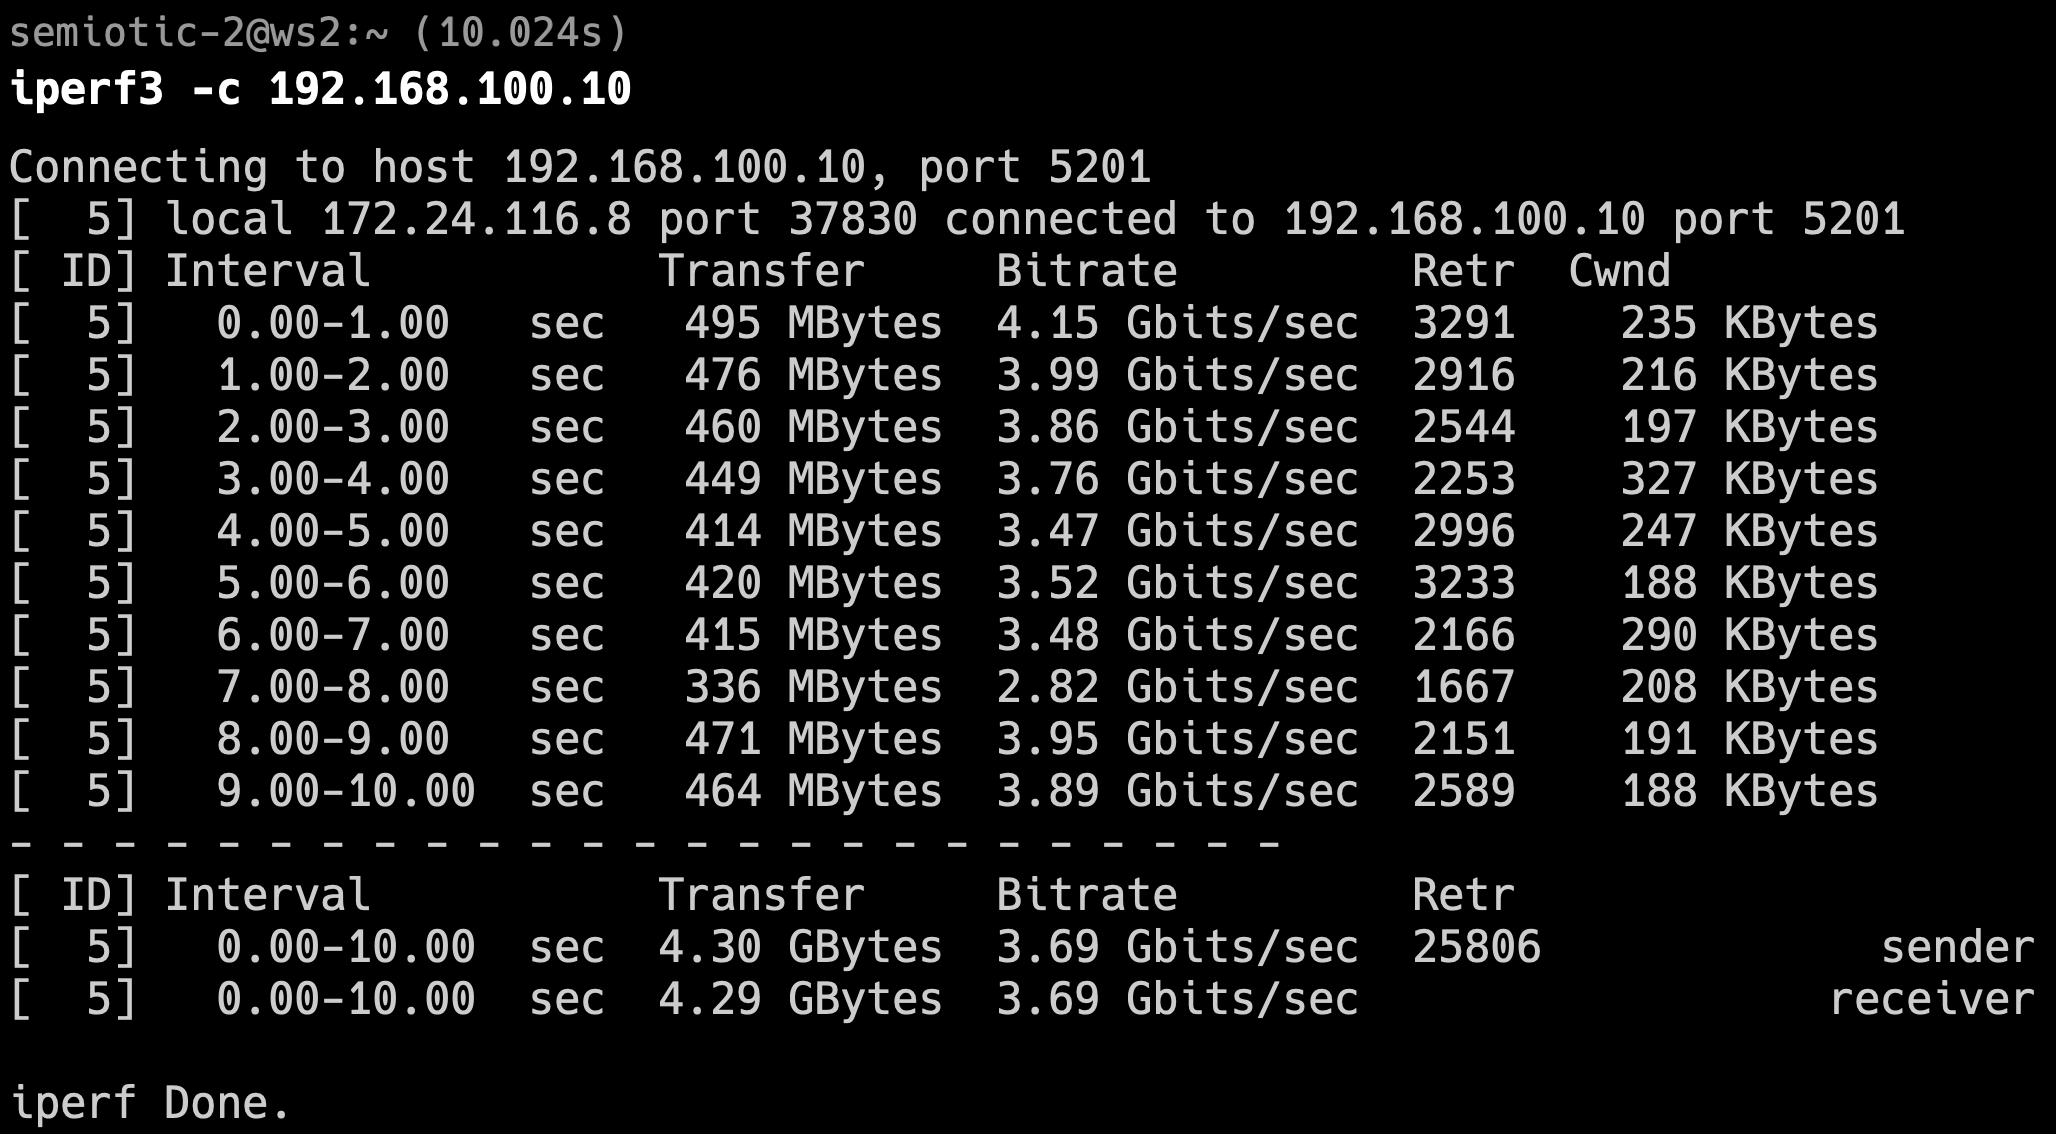 semiotic-2@ws2:~ (10.024s)
iperf3 -c 192.168.100.10
Connecting to host 192.168.100.10, port 5201
[  5] local 172.24.116.8 port 37830 connected to 192.168.100.10 port 5201
[ ID] Interval           Transfer     Bitrate         Retr  Cwnd
[  5]   0.00-1.00   sec   495 MBytes  4.15 Gbits/sec  3291    235 KBytes
[  5]   1.00-2.00   sec   476 MBytes  3.99 Gbits/sec  2916    216 KBytes
[  5]   2.00-3.00   sec   460 MBytes  3.86 Gbits/sec  2544    197 KBytes
[  5]   3.00-4.00   sec   449 MBytes  3.76 Gbits/sec  2253    327 KBytes
[  5]   4.00-5.00   sec   414 MBytes  3.47 Gbits/sec  2996    247 KBytes
[  5]   5.00-6.00   sec   420 MBytes  3.52 Gbits/sec  3233    188 KBytes
[  5]   6.00-7.00   sec   415 MBytes  3.48 Gbits/sec  2166    290 KBytes
[  5]   7.00-8.00   sec   336 MBytes  2.82 Gbits/sec  1667    208 KBytes
[  5]   8.00-9.00   sec   471 MBytes  3.95 Gbits/sec  2151    191 KBytes
[  5]   9.00-10.00  sec   464 MBytes  3.89 Gbits/sec  2589    188 KBytes
- - - - - - - - - - - - - - - - - - - - - - - - -
[ ID] Interval           Transfer     Bitrate         Retr
[  5]   0.00-10.00  sec  4.30 GBytes  3.69 Gbits/sec  25806             sender
[  5]   0.00-10.00  sec  4.29 GBytes  3.69 Gbits/sec                  receiver
iperf Done.